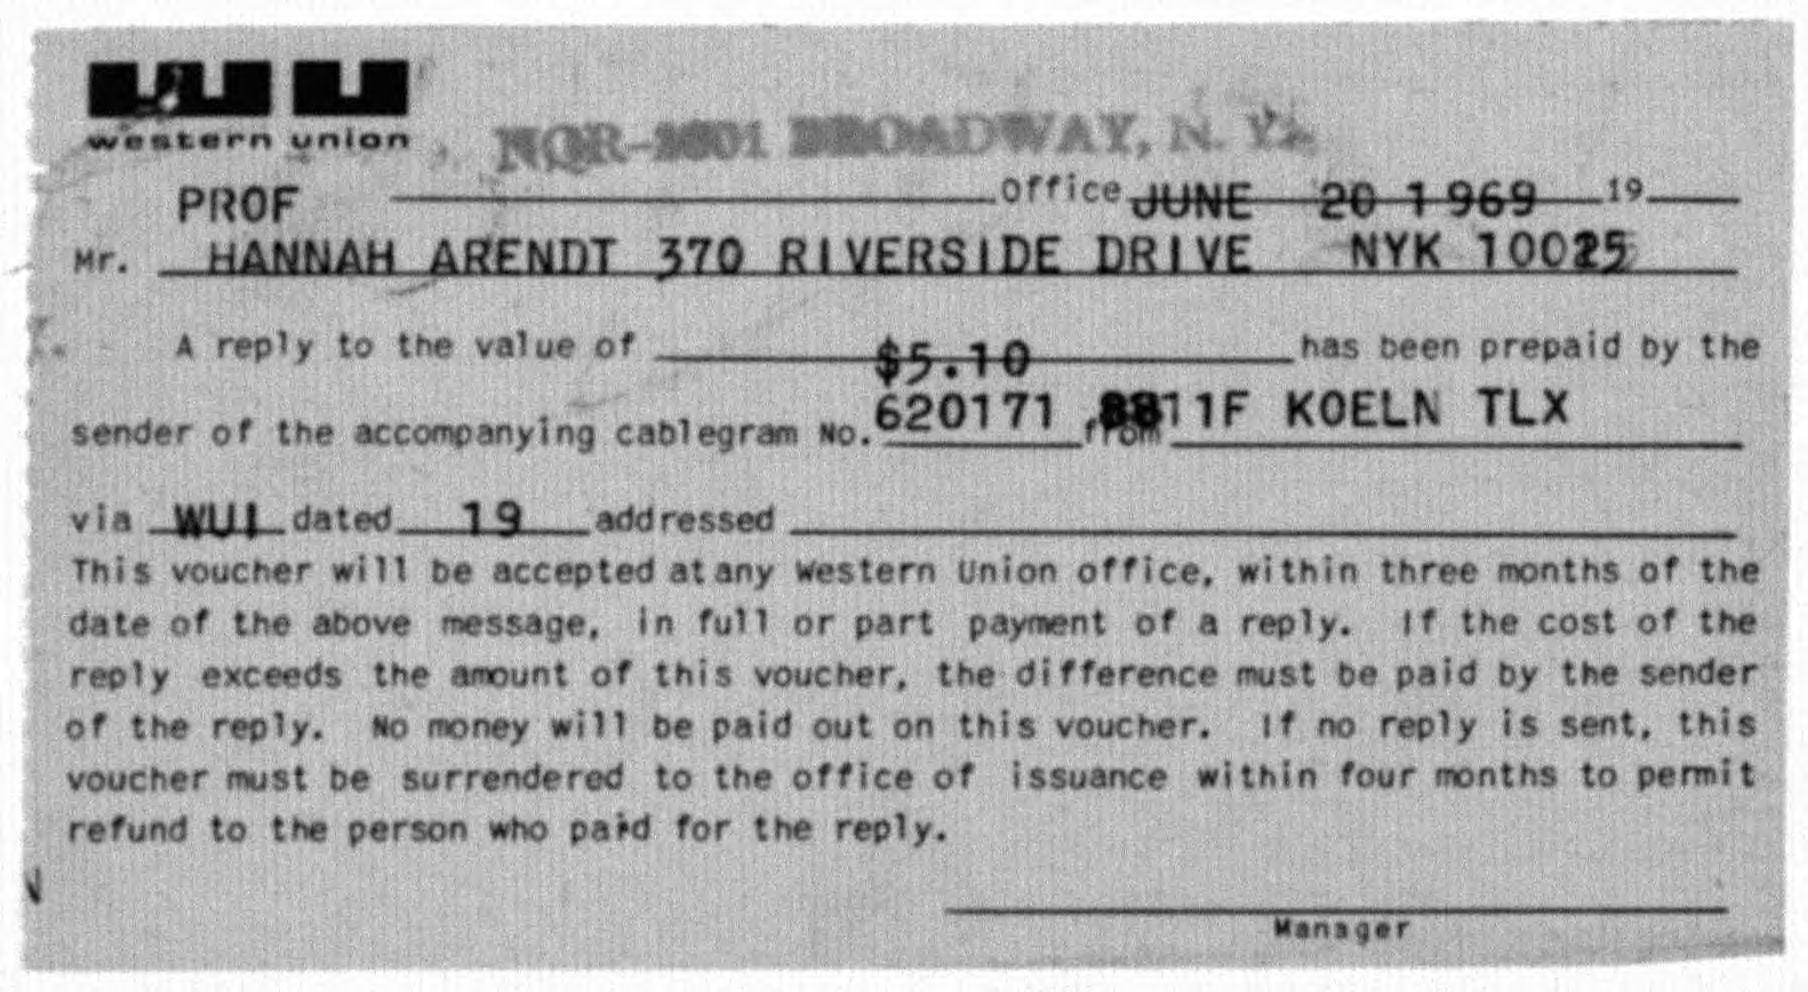 WU
western union
NQR- BROADWAY, N. Y.
PROF Office JUNE 20 1969 19
Mr. HANNAH ARENDT 370 RIVERSIDE DRIVE NYK 10025
A reply to the value of $5.10 has been prepaid by the
sender of the accompanying cablegram No. 620171 from 8811F KOELN TLX
via WUI dated 19 addressed
This voucher will be accepted at any Western Union office, within three months of the
date of the above message, in full or part payment of a reply. If the cost of the
reply exceeds the amount of this voucher, the difference must be paid by the sender
of the reply. No money will be paid out on this voucher. If no reply is sent, this
voucher must be surrendered to the office of issuance within four months to permit
refund to the person who paid for the reply.
Manager